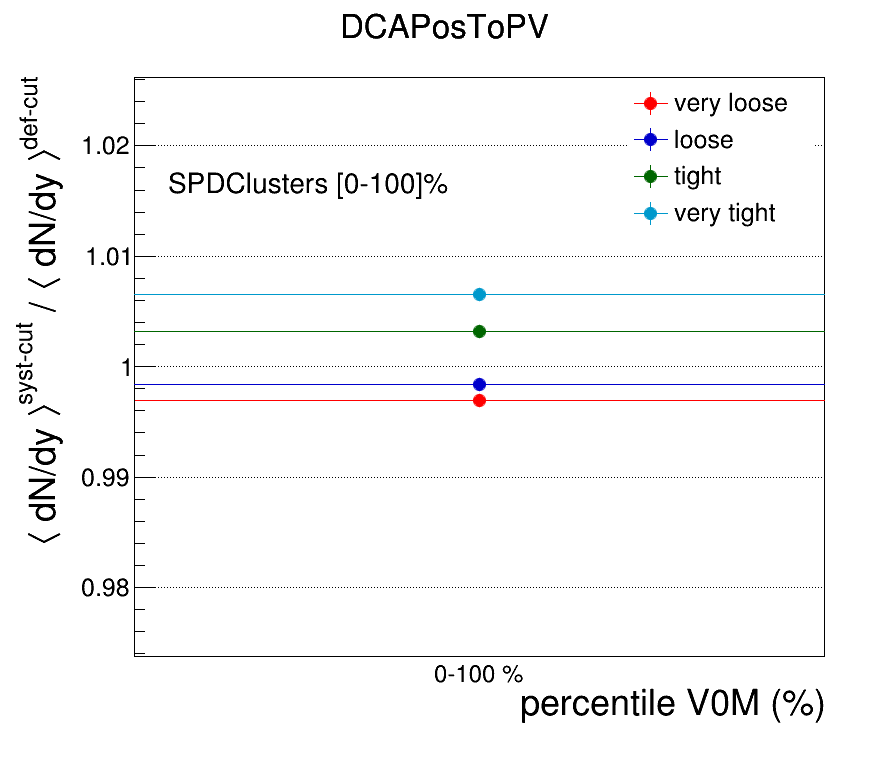 DCAPosToPV
very loose
loose
tight
very tight
SPDClusters [0-100]%
⟨ dN/dy ⟩^syst-cut / ⟨ dN/dy ⟩^def-cut
1.02
1.01
1
0.99
0.98
0-100 %
percentile V0M (%)